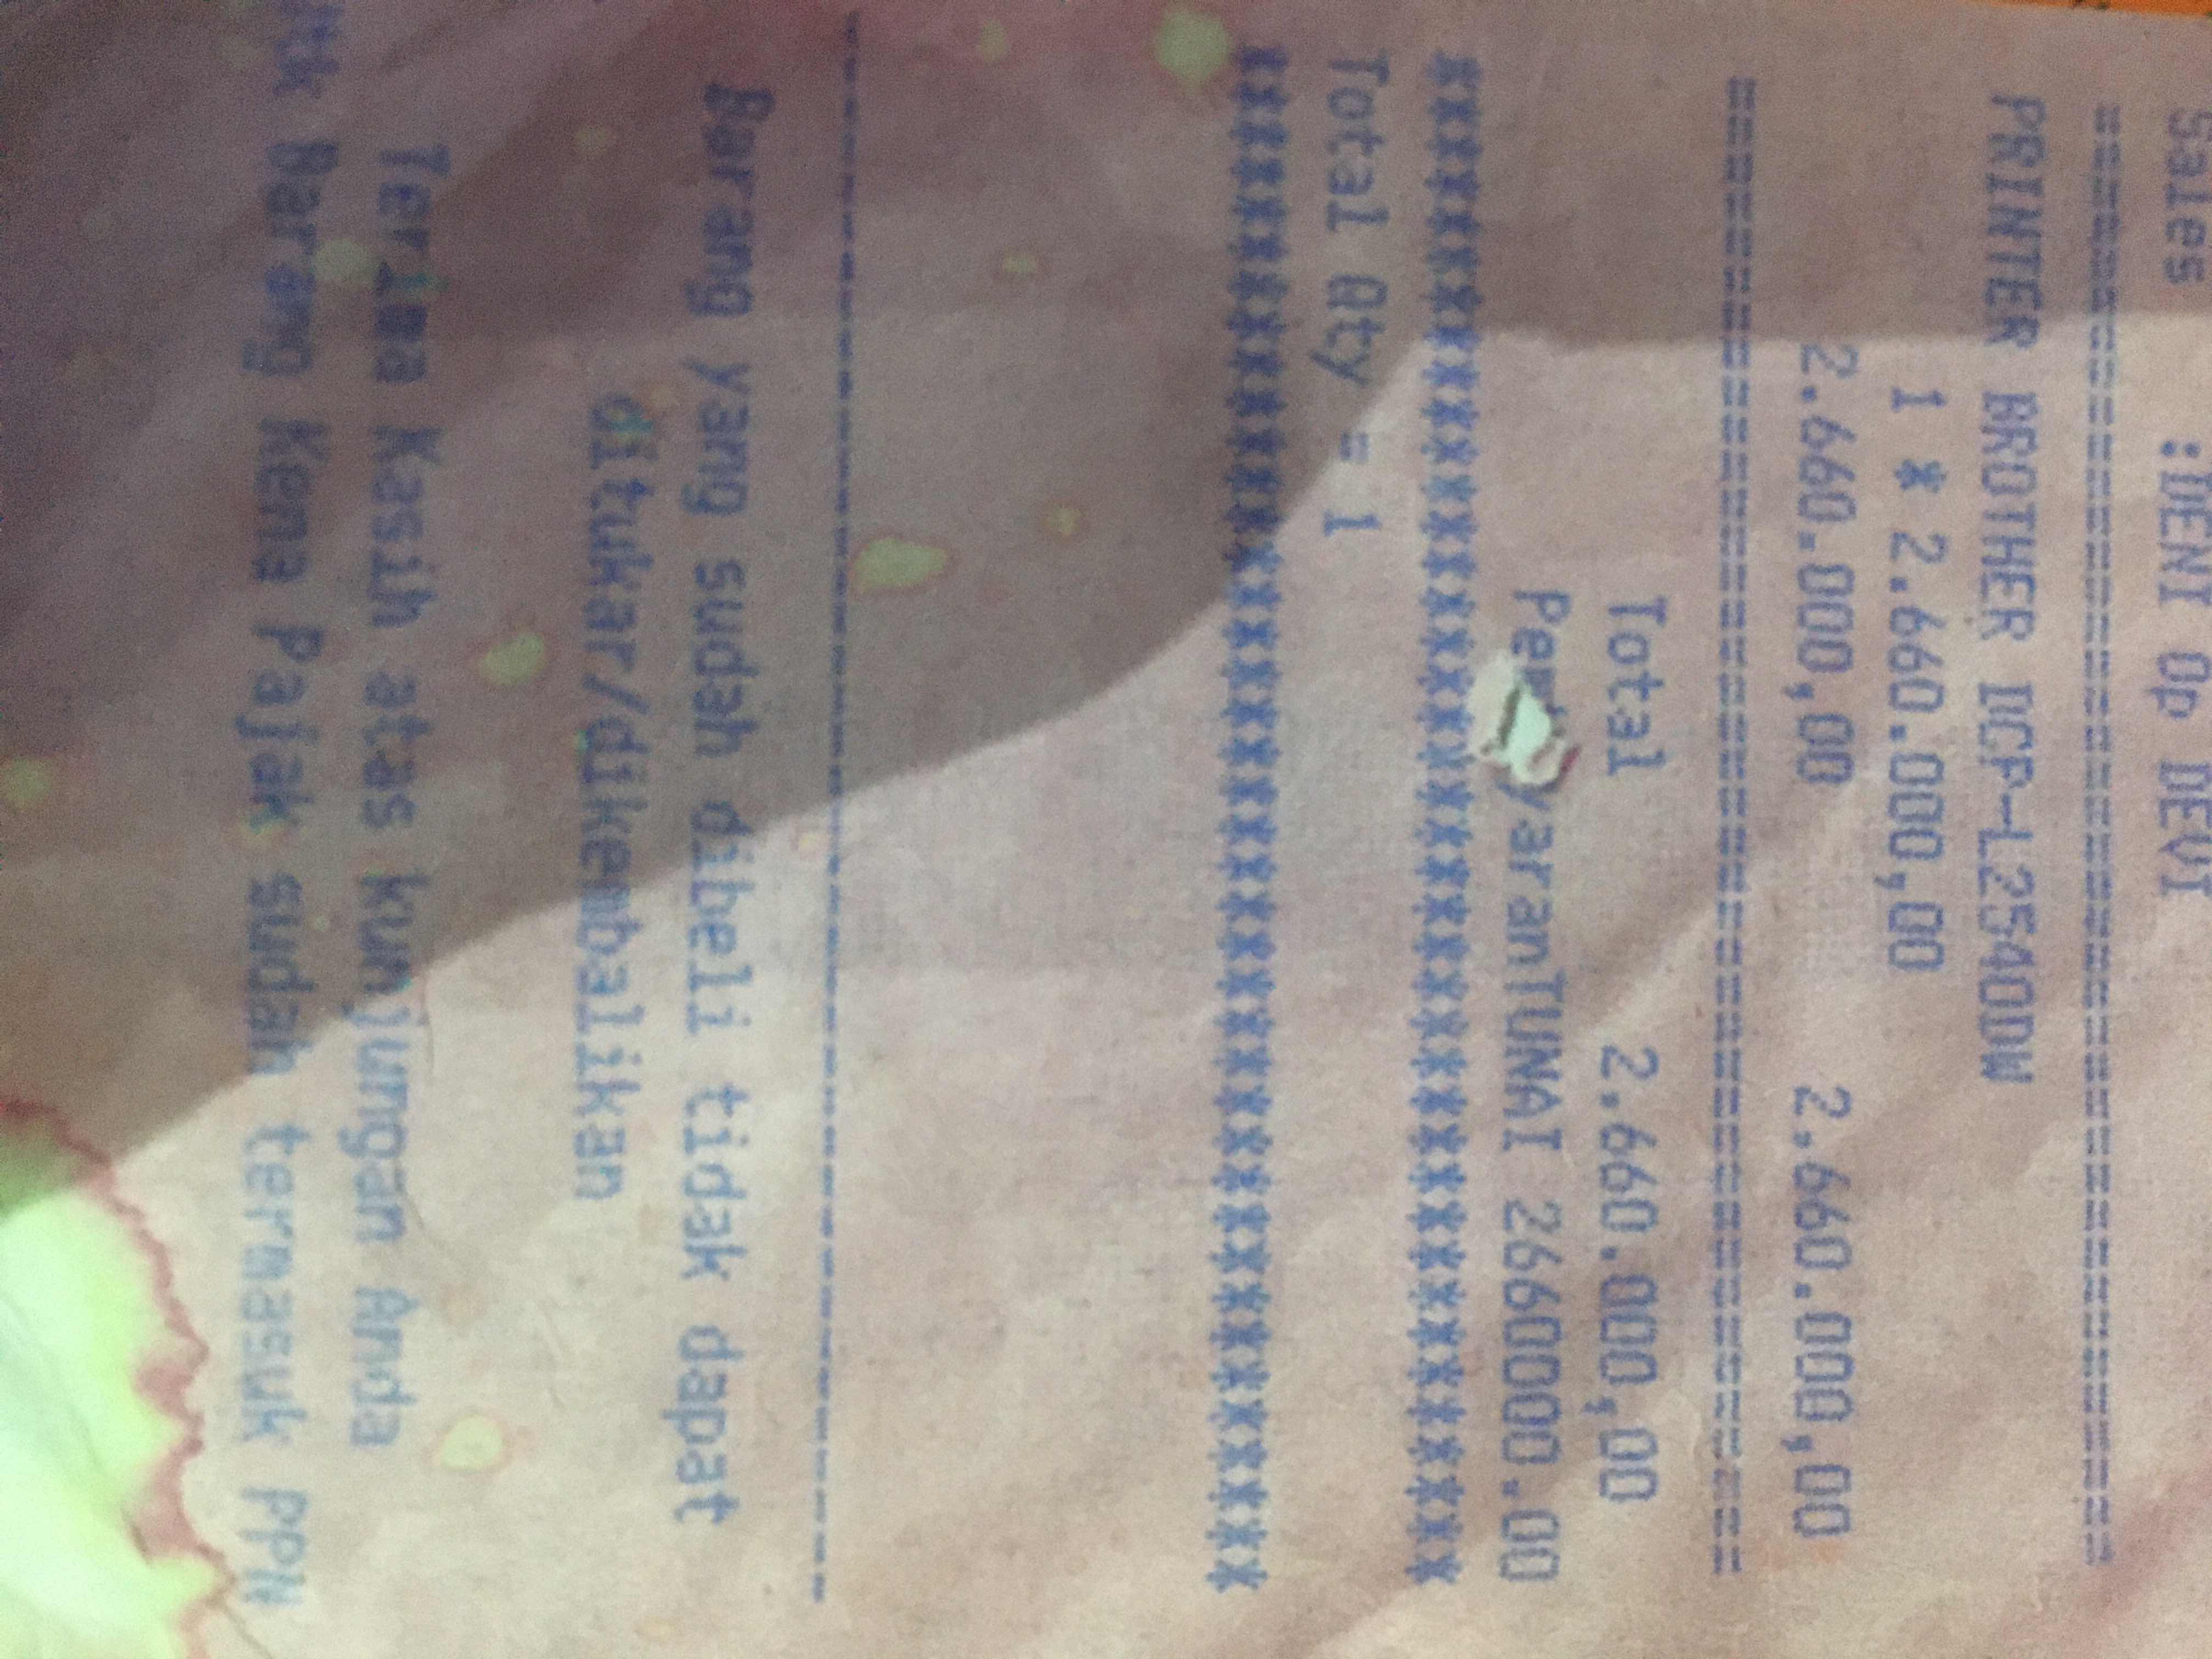 Sales :DENI Op DEVI
================================
PRINTER BROTHER DCP-L2540DW
1 * 2.660.000,00
2.660.000,00 2.660.000,00
================================
Total 2.660.000,00
TUNAI 2660000.00
********************************
Total Qty = 1
********************************
--------------------------------
Barang yang sudah dibeli tidak dapat
ditukar/dikembalikan
Terima Kasih atas kunjungan Anda
Barang Kena Pajak sudah termasuk PPN